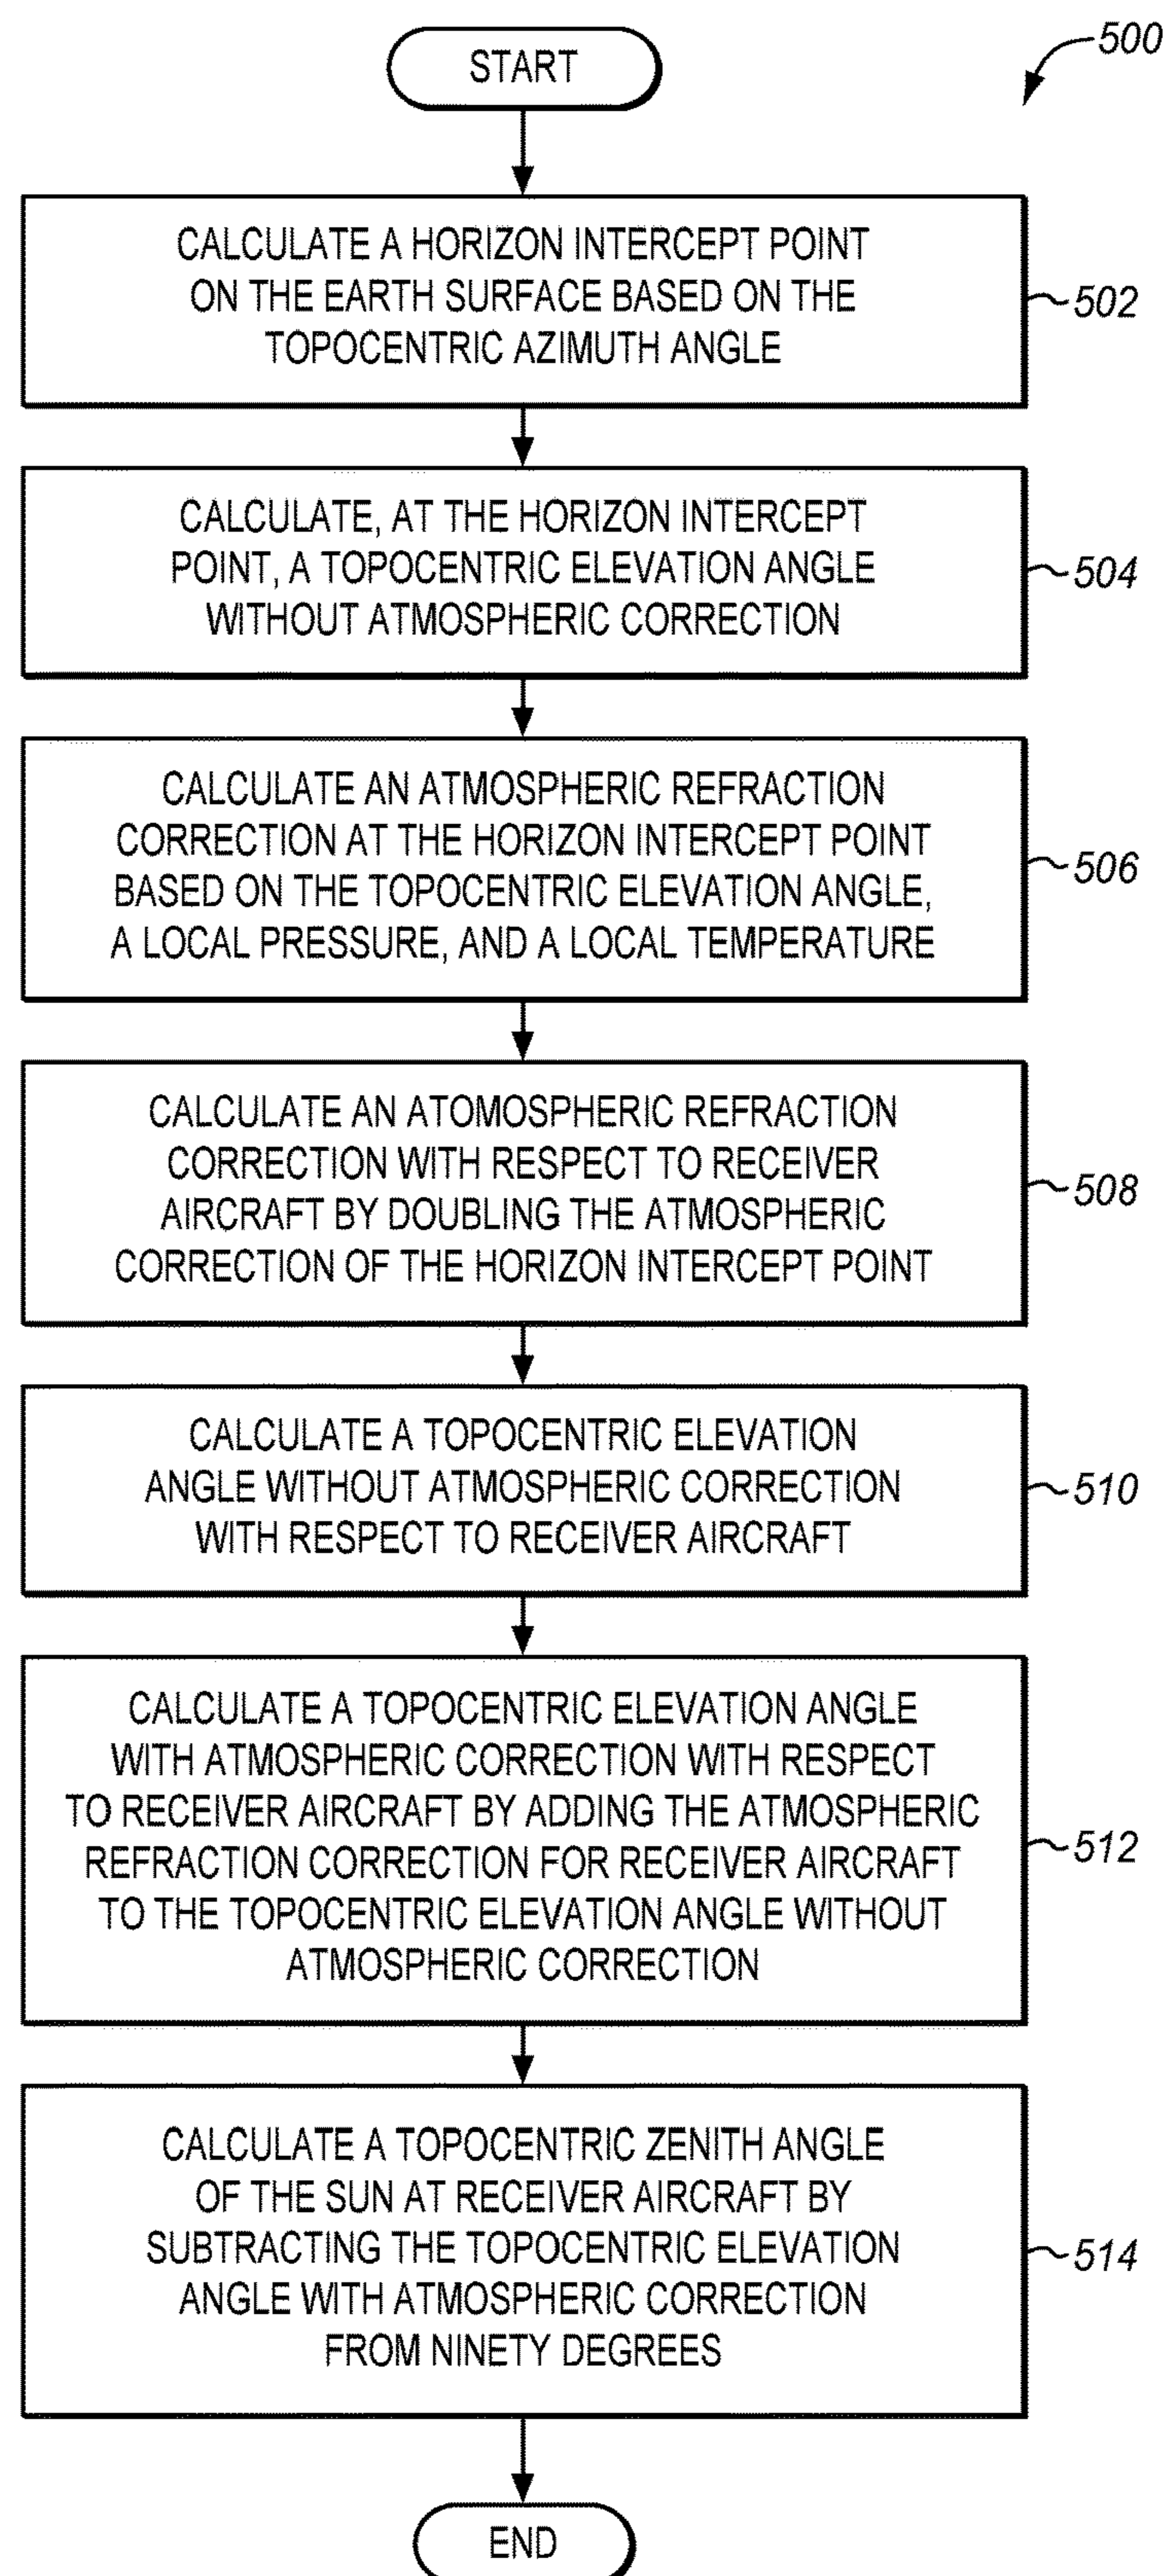 500
START
CALCULATE A HORIZON INTERCEPT POINT
ON THE EARTH SURFACE BASED ON THE
TOPOCENTRIC AZIMUTH ANGLE
502
CALCULATE, AT THE HORIZON INTERCEPT
POINT, A TOPOCENTRIC ELEVATION ANGLE
WITHOUT ATMOSPHERIC CORRECTION
504
CALCULATE AN ATMOSPHERIC REFRACTION
CORRECTION AT THE HORIZON INTERCEPT POINT
BASED ON THE TOPOCENTRIC ELEVATION ANGLE,
A LOCAL PRESSURE, AND A LOCAL TEMPERATURE
506
CALCULATE AN ATOMOSPHERIC REFRACTION
CORRECTION WITH RESPECT TO RECEIVER
AIRCRAFT BY DOUBLING THE ATMOSPHERIC
CORRECTION OF THE HORIZON INTERCEPT POINT
508
CALCULATE A TOPOCENTRIC ELEVATION
ANGLE WITHOUT ATMOSPHERIC CORRECTION
WITH RESPECT TO RECEIVER AIRCRAFT
510
CALCULATE A TOPOCENTRIC ELEVATION ANGLE
WITH ATMOSPHERIC CORRECTION WITH RESPECT
TO RECEIVER AIRCRAFT BY ADDING THE ATMOSPHERIC
REFRACTION CORRECTION FOR RECEIVER AIRCRAFT
TO THE TOPOCENTRIC ELEVATION ANGLE WITHOUT
ATMOSPHERIC CORRECTION
512
CALCULATE A TOPOCENTRIC ZENITH ANGLE
OF THE SUN AT RECEIVER AIRCRAFT BY
SUBTRACTING THE TOPOCENTRIC ELEVATION
ANGLE WITH ATMOSPHERIC CORRECTION
FROM NINETY DEGREES
514
END